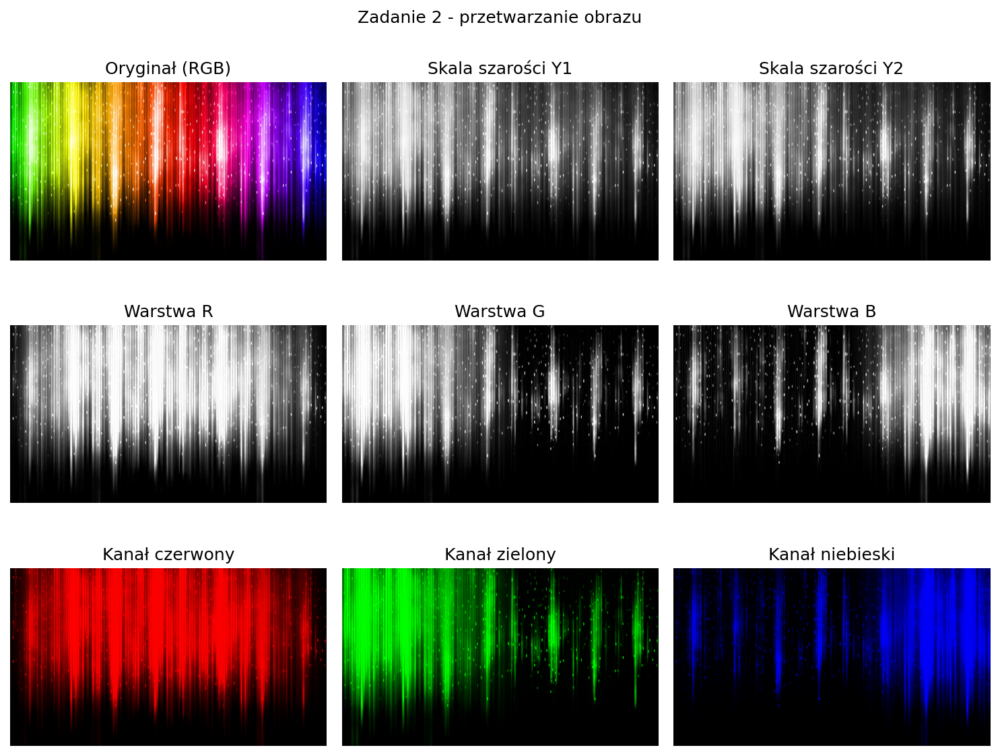 Zadanie 2 - przetwarzanie obrazu
Oryginał (RGB)
Skala szarości Y1
Skala szarości Y2
Warstwa R
Warstwa G
Warstwa B
Kanał czerwony
Kanał zielony
Kanał niebieski